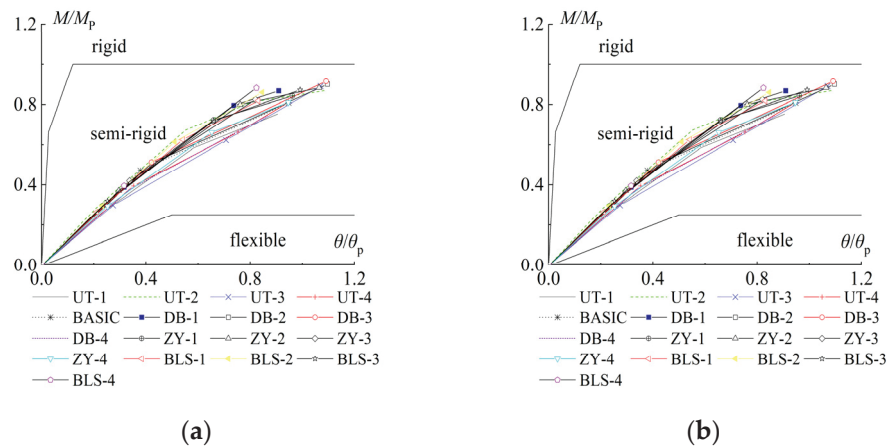 M/Mₚ
1.2
rigid
0.8
semi-rigid
0.4
flexible
θ/θₚ
0.0
0.0 0.4 0.8 1.2
UT-1 UT-2 UT-3 UT-4
BASIC DB-1 DB-2 DB-3
DB-4 ZY-1 ZY-2 ZY-3
ZY-4 BLS-1 BLS-2 BLS-3
BLS-4
(a)
M/Mₚ
1.2
rigid
0.8
semi-rigid
0.4
flexible
θ/θₚ
0.0
0.0 0.4 0.8 1.2
UT-1 UT-2 UT-3 UT-4
BASIC DB-1 DB-2 DB-3
DB-4 ZY-1 ZY-2 ZY-3
ZY-4 BLS-1 BLS-2 BLS-3
BLS-4
(b)